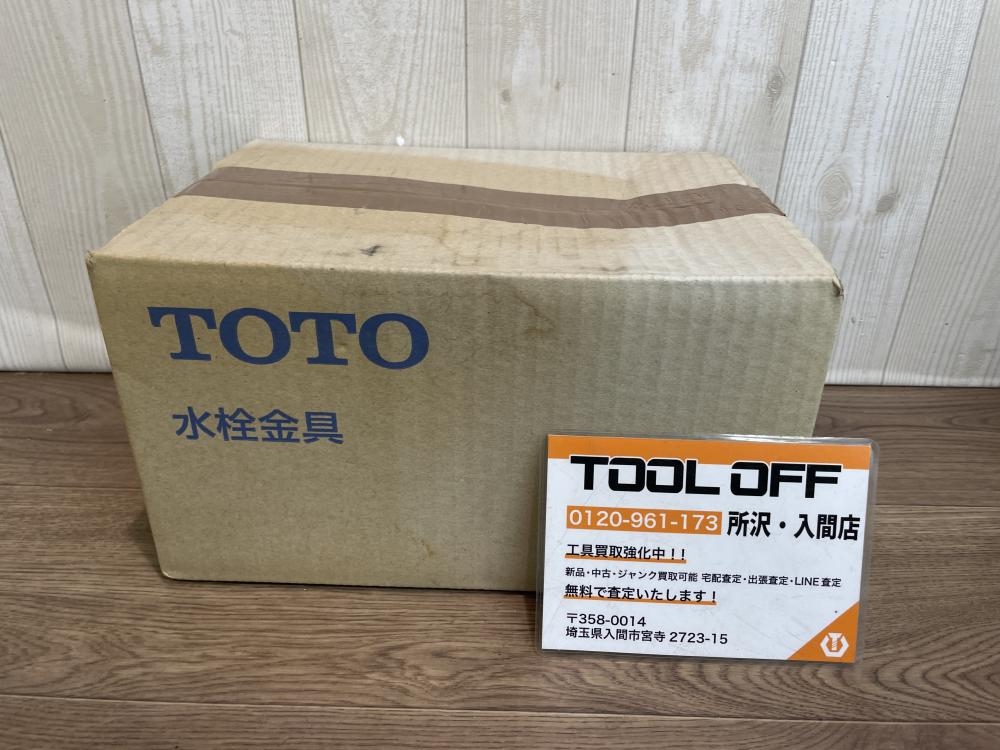 TOTO
水栓金具
TOOL OFF
0120-961-173 所沢・入間店
工具買取強化中！！
新品・中古・ジャンク買取可能 宅配査定・出張査定・LINE査定
無料で査定いたします！
〒358-0014
埼玉県入間市宮寺 2723-15